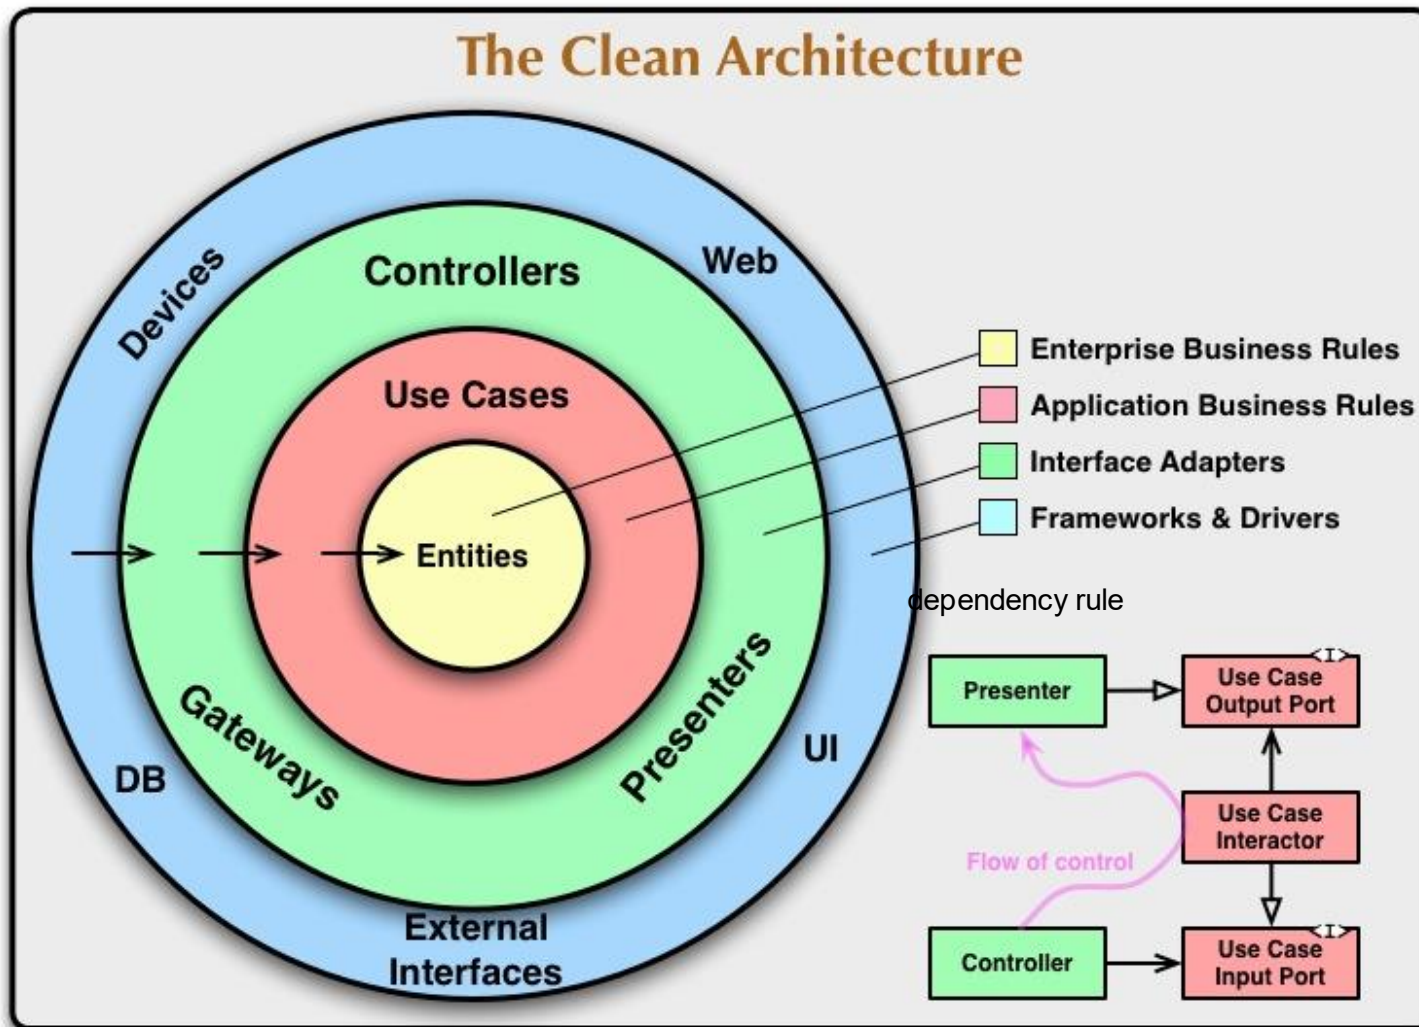 The Clean Architecture
Devices
Controllers
Web
Use Cases
Entities
Gateways
Presenters
DB
UI
External
Interfaces
Enterprise Business Rules
Application Business Rules
Interface Adapters
Frameworks & Drivers
dependency rule
Presenter
<I>
Use Case
Output Port
Use Case
Interactor
Flow of control
Controller
<I>
Use Case
Input Port